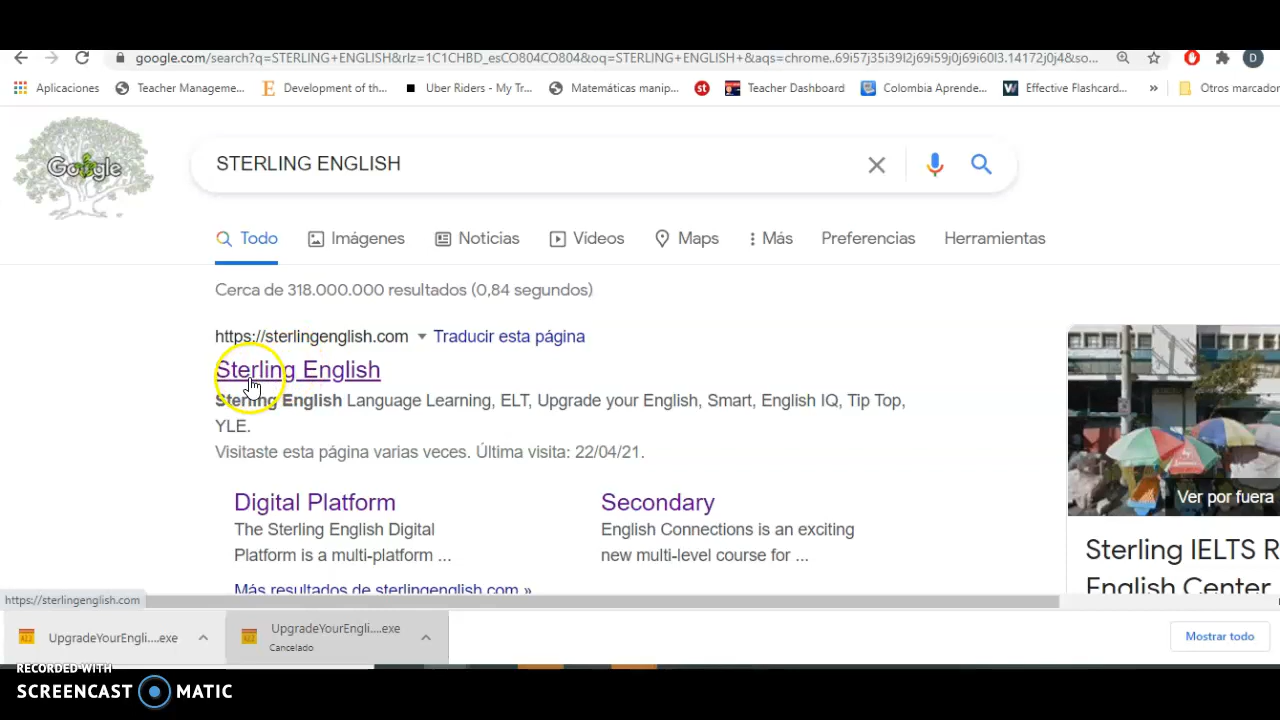 google.com/search?q=STERLING+ENGLISH&rlz=1C1CHBD_esCO804CO804&oq=STERLING+ENGLISH+&aqs=chrome..69i57j35i39l2j69i59j0j69i60l3.14172j0j4&so...
D
Aplicaciones
Teacher Manageme...
Development of th...
Uber Riders - My Tr...
Matemáticas manip...
st
Teacher Dashboard
Colombia Aprende...
Effective Flashcard...
»
Otros marcador
Google
STERLING ENGLISH
Todo
Imágenes
Noticias
Videos
Maps
Más
Preferencias
Herramientas
Cerca de 318.000.000 resultados (0,84 segundos)
https://sterlingenglish.com
Traducir esta página
Sterling English
Sterling English Language Learning, ELT, Upgrade your English, Smart, English IQ, Tip Top,
YLE.
Visitaste esta página varias veces. Última visita: 22/04/21.
Digital Platform
The Sterling English Digital
Platform is a multi-platform ...
Secondary
English Connections is an exciting
new multi-level course for ...
Más resultados de sterlingenglish.com »
Ver por fuera
Sterling IELTS R
English Center
https://sterlingenglish.com
UpgradeYourEngli....exe
UpgradeYourEngli....exe
Cancelado
Mostrar todo
RECORDED WITH
SCREENCAST MATIC